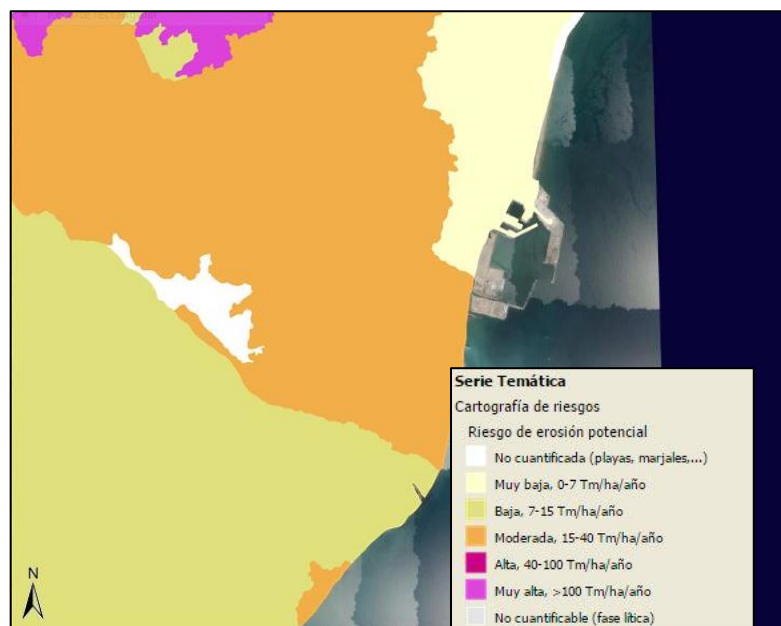 Serie Temática
Cartografía de riesgos
Riesgo de erosión potencial
No cuantificada (playas, marjales,...)
Muy baja, 0-7 Tm/ha/año
Baja, 7-15 Tm/ha/año
Moderada, 15-40 Tm/ha/año
Alta, 40-100 Tm/ha/año
Muy alta, >100 Tm/ha/año
No cuantificable (fase lítica)
N